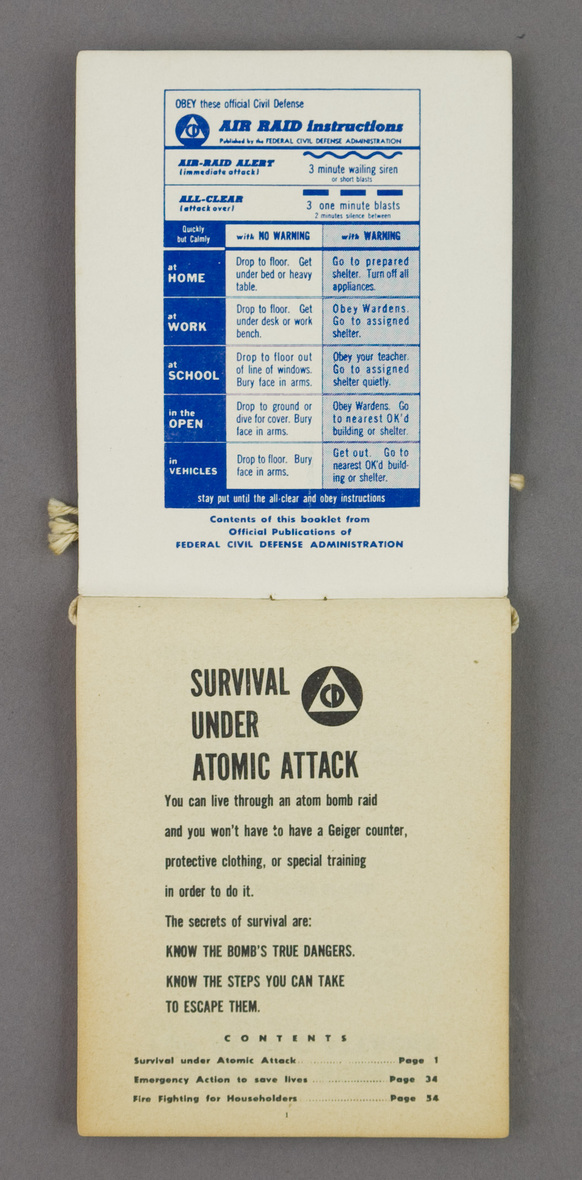 OBEY these official Civil Defense
CD
AIR RAID instructions
Published by the FEDERAL CIVIL DEFENSE ADMINISTRATION
AIR-RAID ALERT
(immediate attack)
3 minute wailing siren
or short blasts
ALL-CLEAR
(attack over)
3 one minute blasts
2 minutes silence between
Quickly
but Calmly
with NO WARNING
with WARNING
at
HOME
Drop to floor. Get
under bed or heavy
table.
Go to prepared
shelter. Turn off all
appliances.
at
WORK
Drop to floor. Get
under desk or work
bench.
Obey Wardens.
Go to assigned
shelter.
at
SCHOOL
Drop to floor out
of line of windows.
Bury face in arms.
Obey your teacher.
Go to assigned
shelter quietly.
in the
OPEN
Drop to ground or
dive for cover. Bury
face in arms.
Obey Wardens. Go
to nearest OK'd
building or shelter.
in
VEHICLES
Drop to floor. Bury
face in arms.
Get out. Go to
nearest OK'd build-
ing or shelter.
stay put until the all-clear and obey instructions
Contents of this booklet from
Official Publications of
FEDERAL CIVIL DEFENSE ADMINISTRATION
SURVIVAL
CD
UNDER
ATOMIC ATTACK
You can live through an atom bomb raid
and you won't have to have a Geiger counter,
protective clothing, or special training
in order to do it.
The secrets of survival are:
KNOW THE BOMB'S TRUE DANGERS.
KNOW THE STEPS YOU CAN TAKE
TO ESCAPE THEM.
CONTENTS
Survival under Atomic Attack..............................Page 1
Emergency Action to save lives ........................Page 34
Fire Fighting for Householders...........................Page 54
1